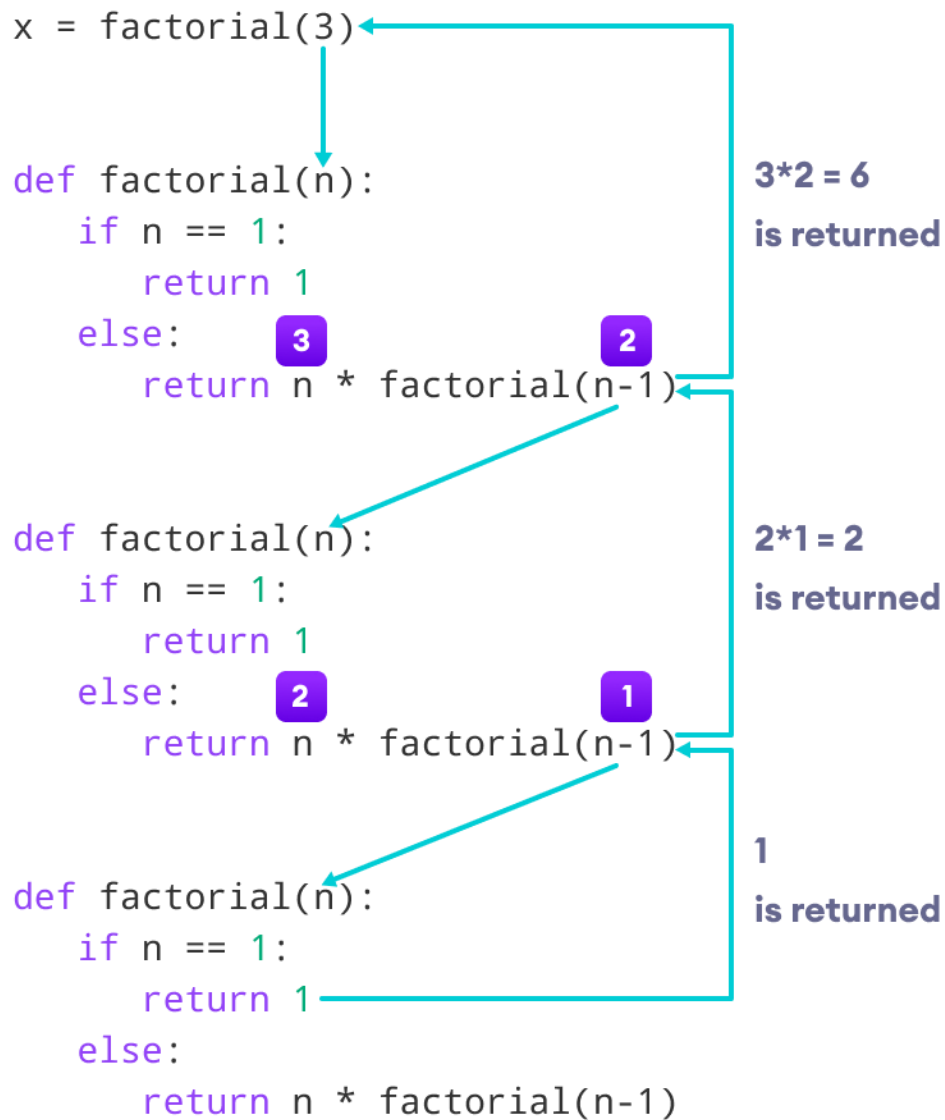 x = factorial(3)
def factorial(n):
   if n == 1:
      return 1
   else:
3
2
      return n * factorial(n-1)
3*2 = 6
is returned
def factorial(n):
   if n == 1:
      return 1
   else:
2
1
      return n * factorial(n-1)
2*1 = 2
is returned
def factorial(n):
   if n == 1:
      return 1
   else:
      return n * factorial(n-1)
1
is returned